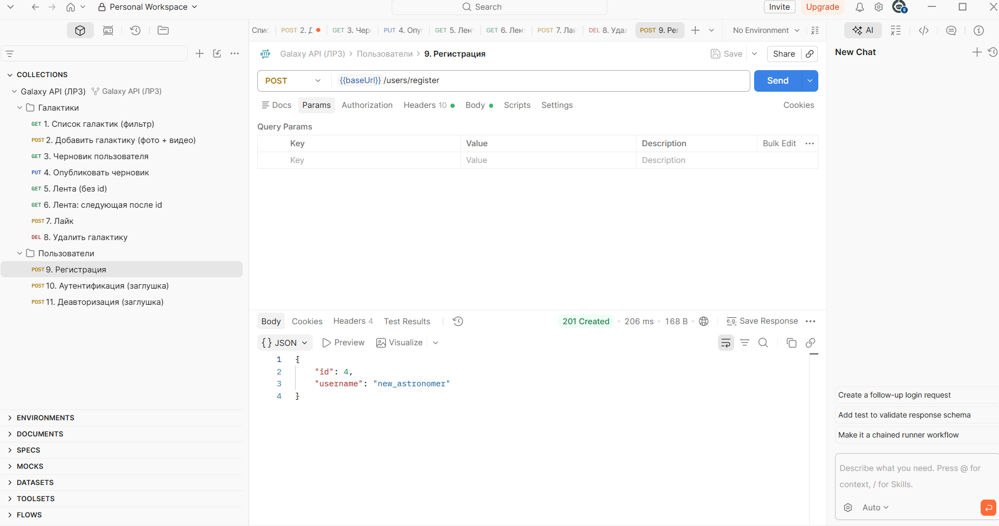 Personal Workspace
Search
Invite
Upgrade
COLLECTIONS
Galaxy API (ЛР3) Galaxy API (ЛР3)
Галактики
GET 1. Список галактик (фильтр)
POST 2. Добавить галактику (фото + видео)
GET 3. Черновик пользователя
PUT 4. Опубликовать черновик
GET 5. Лента (без id)
GET 6. Лента: следующая после id
POST 7. Лайк
DEL 8. Удалить галактику
Пользователи
POST 9. Регистрация
POST 10. Аутентификация (заглушка)
POST 11. Деавторизация (заглушка)
ENVIRONMENTS
DOCUMENTS
SPECS
MOCKS
DATASETS
TOOLSETS
FLOWS
Спис POST 2. Д GET 3. Чер PUT 4. Опу GET 5. Лен GET 6. Лен POST 7. Лай DEL 8. Уда POST 9. Рег No Environment
HTTP Galaxy API (ЛР3) > Пользователи > 9. Регистрация Save Share
POST {{baseUrl}} /users/register Send
Docs Params Authorization Headers 10 Body Scripts Settings Cookies
Query Params
Key Value Description Bulk Edit
Key Value Description
Body Cookies Headers 4 Test Results 201 Created 206 ms 168 B e.g. Save Response
{} JSON Preview Visualize
1 {
2 "id": 4,
3 "username": "new_astronomer"
4 }
AI
New Chat
Create a follow-up login request
Add test to validate response schema
Make it a chained runner workflow
Describe what you need. Press @ for
context, / for Skills.
Auto